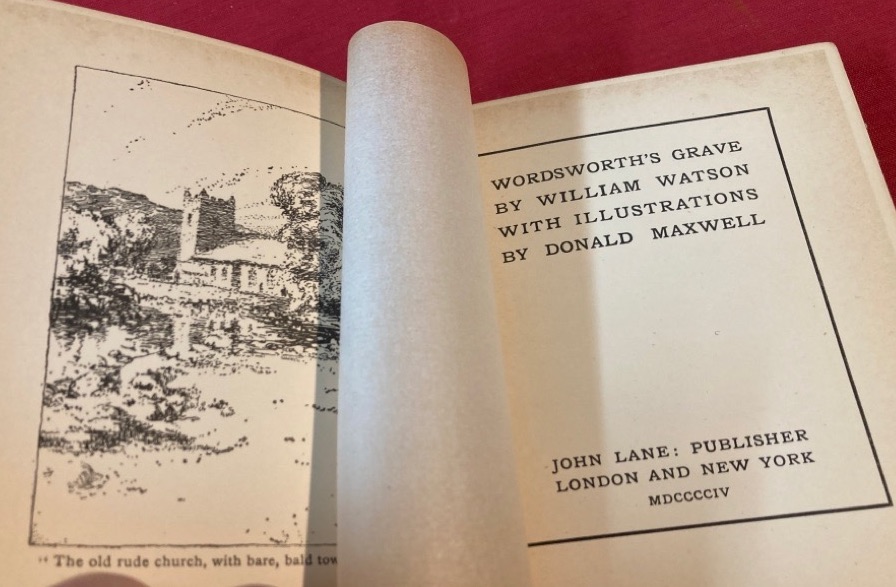 "The old rude church, with bare, bald
WORDSWORTH'S GRAVE
BY WILLIAM WATSON
WITH ILLUSTRATIONS
BY DONALD MAXWELL
JOHN LANE: PUBLISHER
LONDON AND NEW YORK
MDCCCCIV